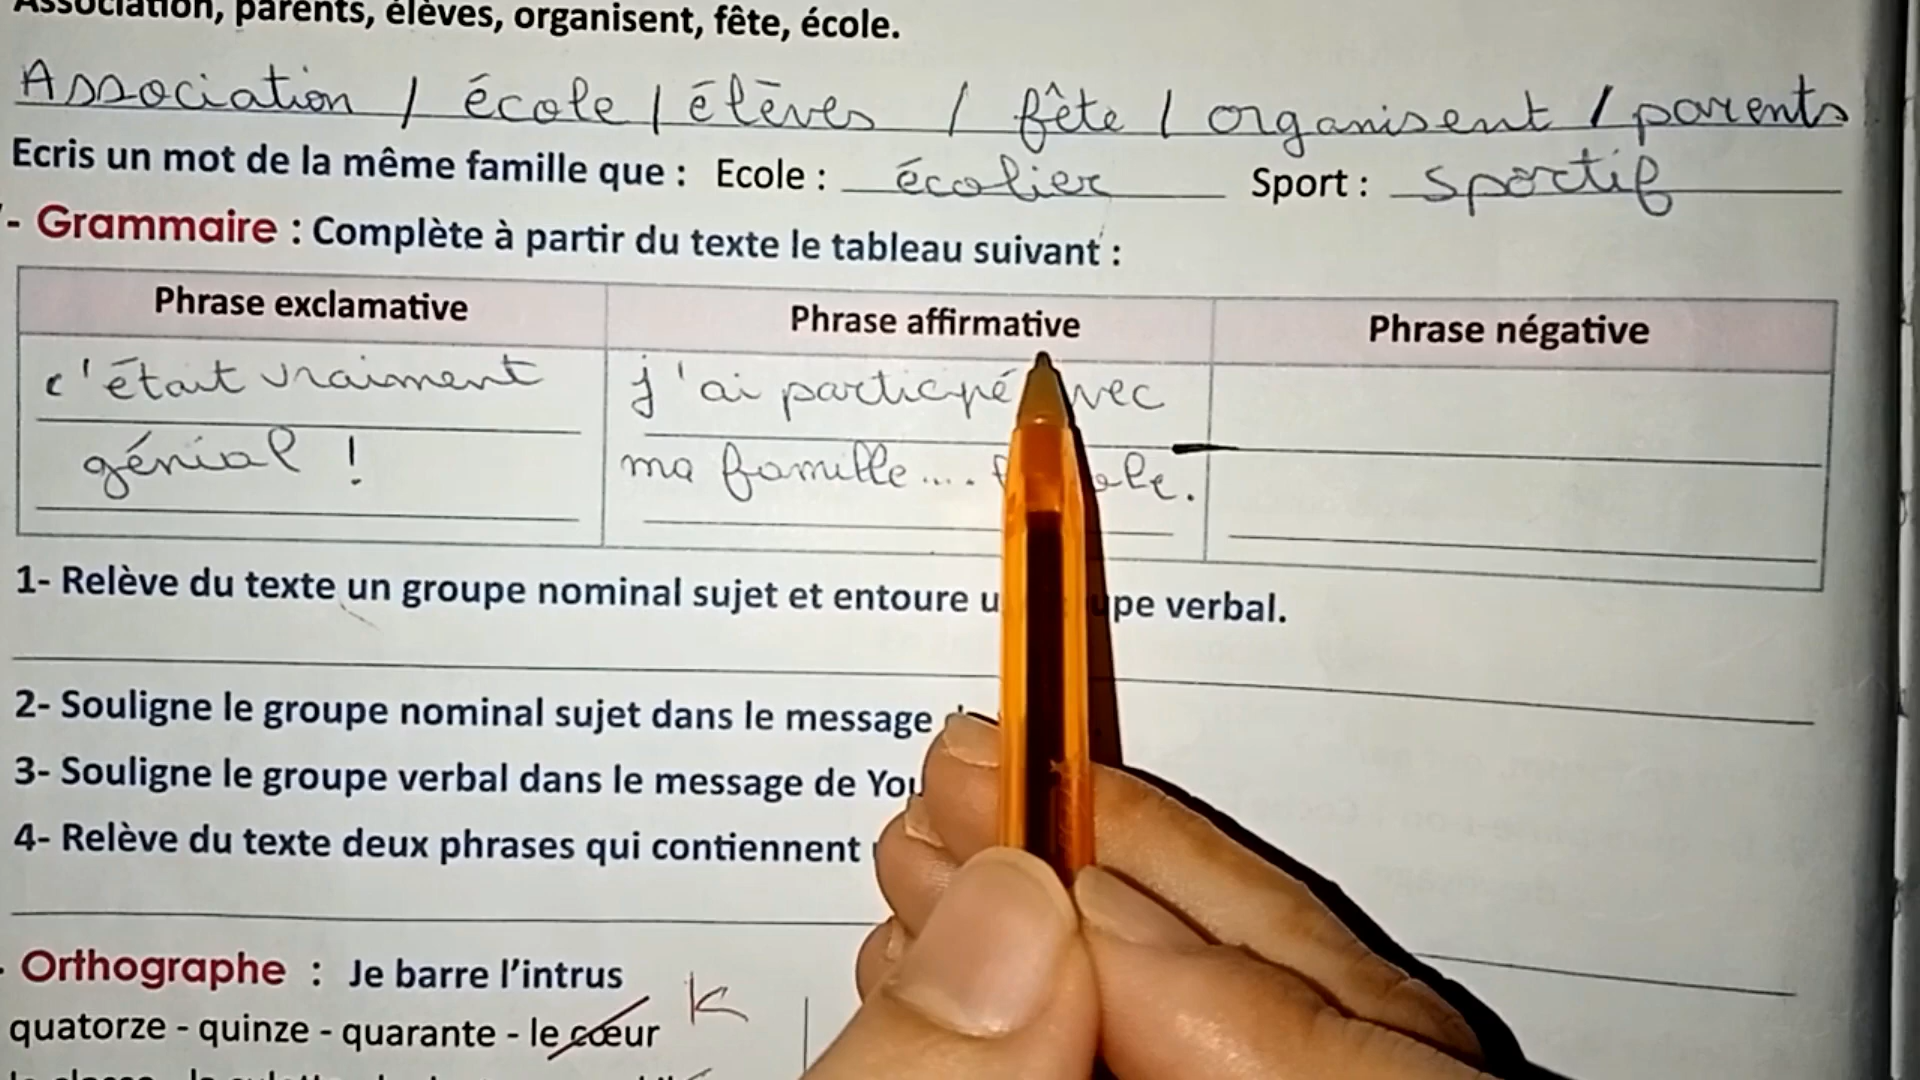 Association, parents, élèves, organisent, fête, école.
Association / école / élèves / fête / organisent / parents
Ecris un mot de la même famille que : Ecole : écolier Sport : sportif
- Grammaire : Complète à partir du texte le tableau suivant :
Phrase exclamative Phrase affirmative Phrase négative
c'était vraiment
génial !
j'ai participé
ma famille ....
1- Relève du texte un groupe nominal sujet et entoure verbal.
2- Souligne le groupe nominal sujet dans le message
3- Souligne le groupe verbal dans le message de
4- Relève du texte deux phrases qui contiennent
Orthographe : Je barre l'intrus
K
quatorze - quinze - quarante - le cœur